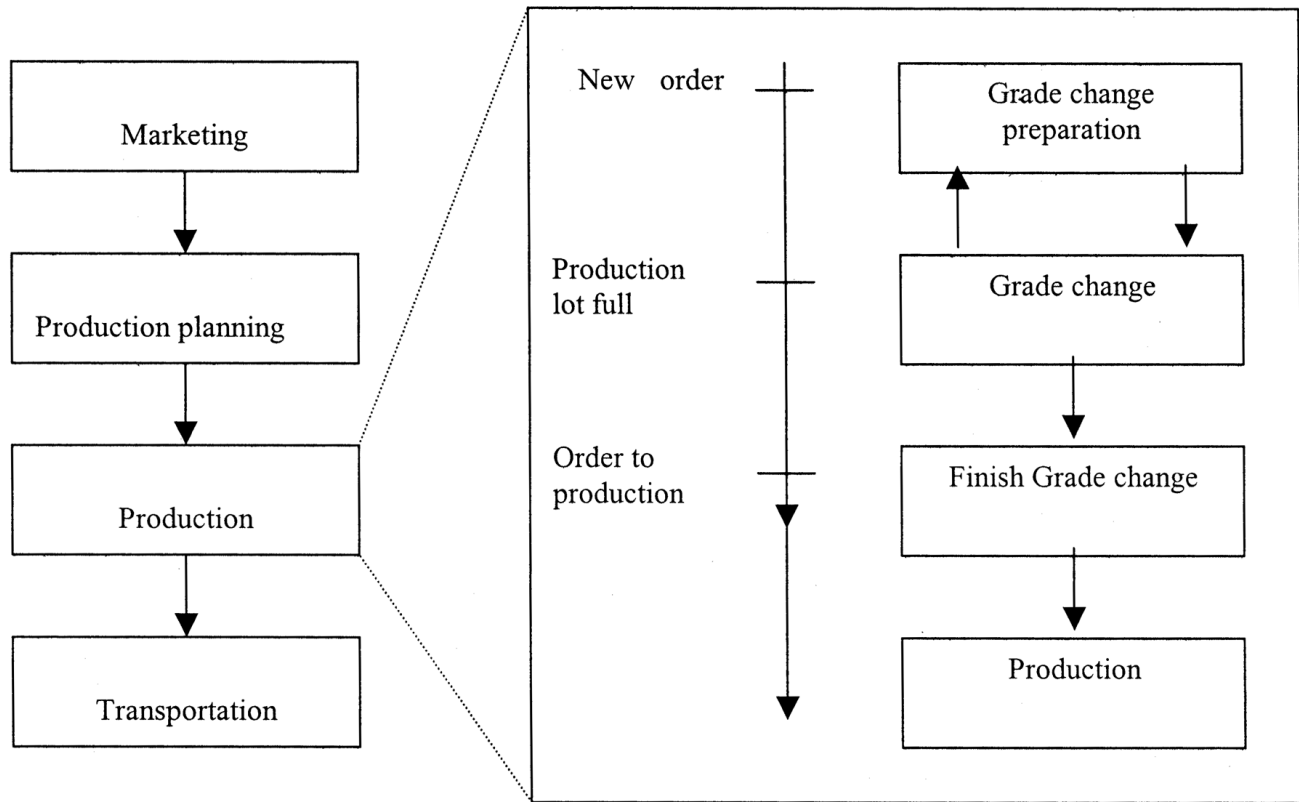 Marketing
Production planning
Production
Transportation
New order
Production
lot full
Order to
production
Grade change
preparation
Grade change
Finish Grade change
Production